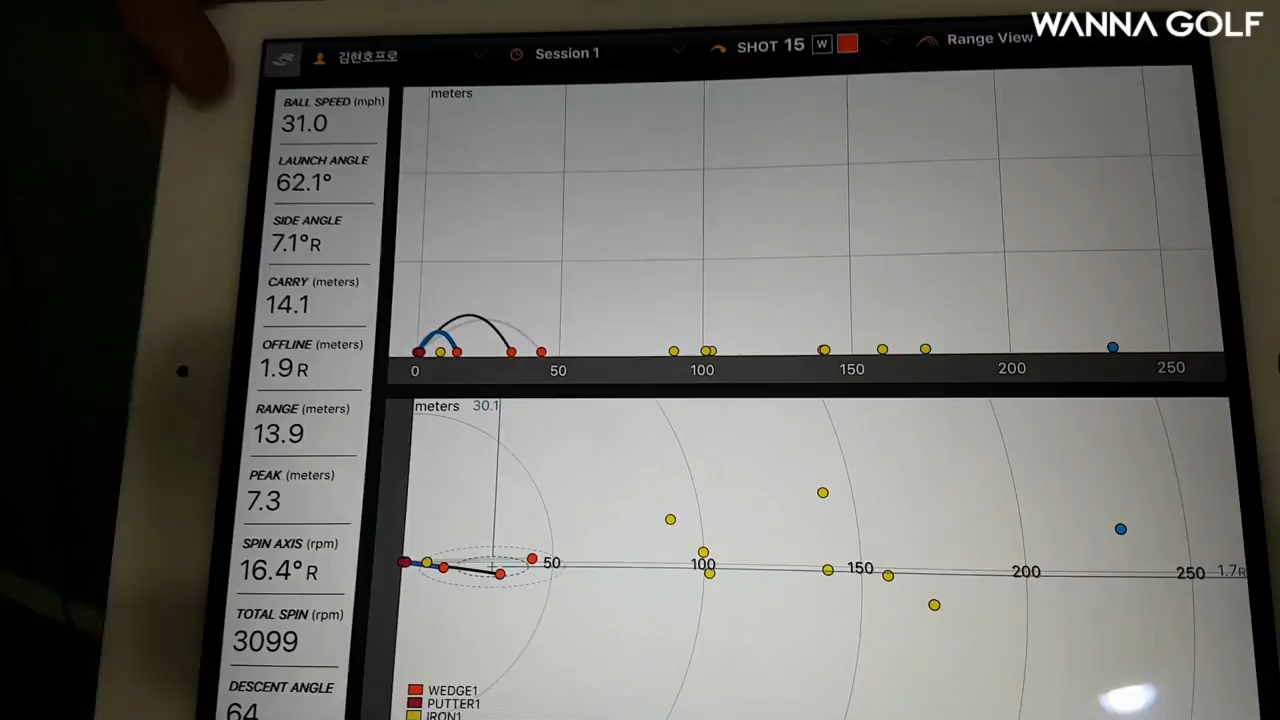 WANNA GOLF
김현호프로
Session 1
SHOT 15 W
Range View
BALL SPEED (mph)
31.0
LAUNCH ANGLE
62.1°
SIDE ANGLE
7.1°R
CARRY (meters)
14.1
OFFLINE (meters)
1.9 R
RANGE (meters)
13.9
PEAK (meters)
7.3
SPIN AXIS (rpm)
16.4° R
TOTAL SPIN (rpm)
3099
DESCENT ANGLE
64
meters
0 50 100 150 200 250
meters 30.1
50 100 150 200 250 1.7R
WEDGE1
PUTTER1
IRON1